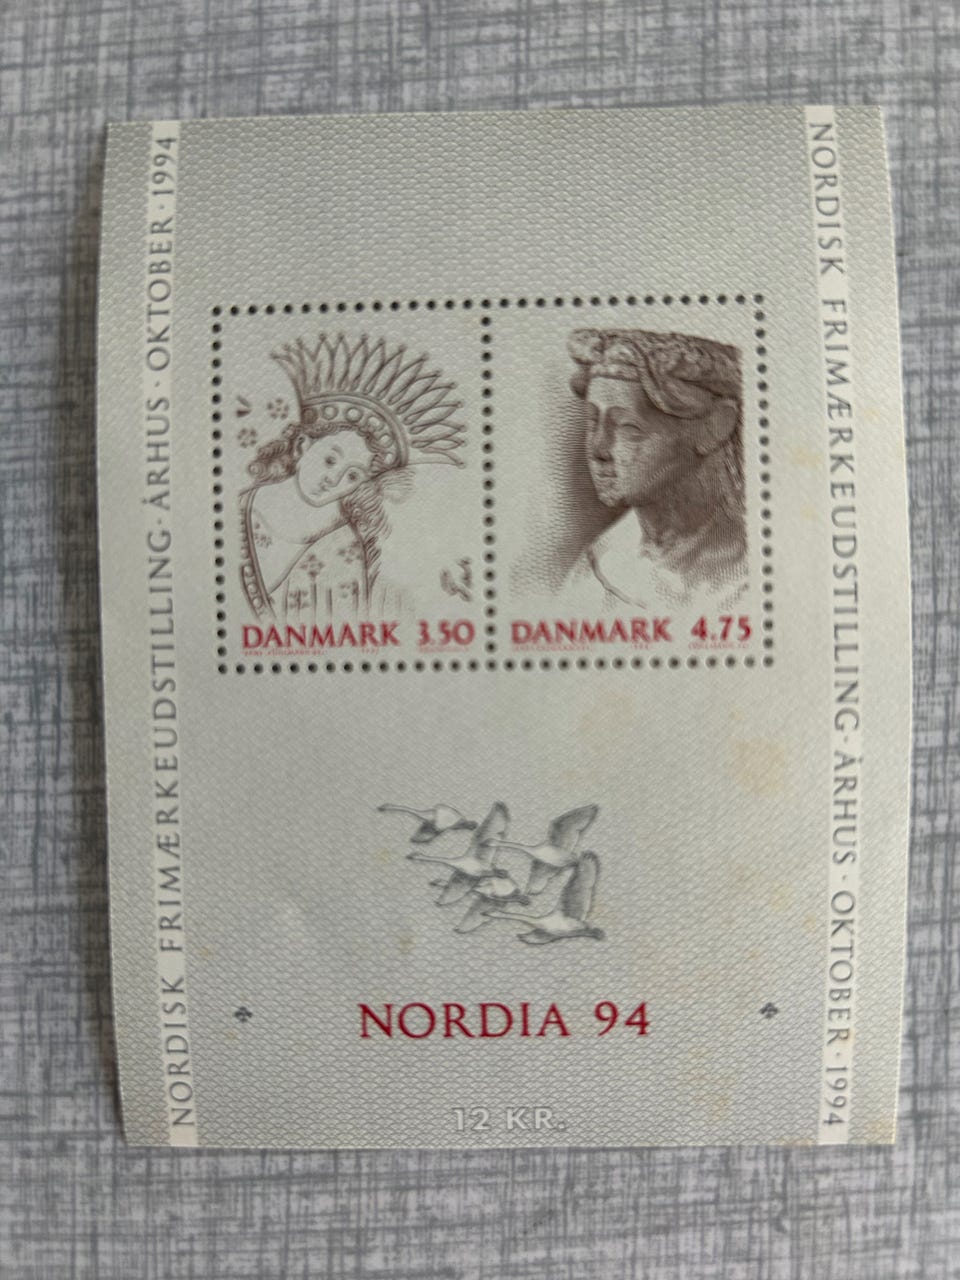 NORDISK FRIMÆRKEUDSTILLING · ÅRHUS · OKTOBER · 1994
NORDISK FRIMÆRKEUDSTILLING · ÅRHUS · OKTOBER · 1994
DANMARK 3.50
DANMARK 4.75
NORDIA 94
12 KR.